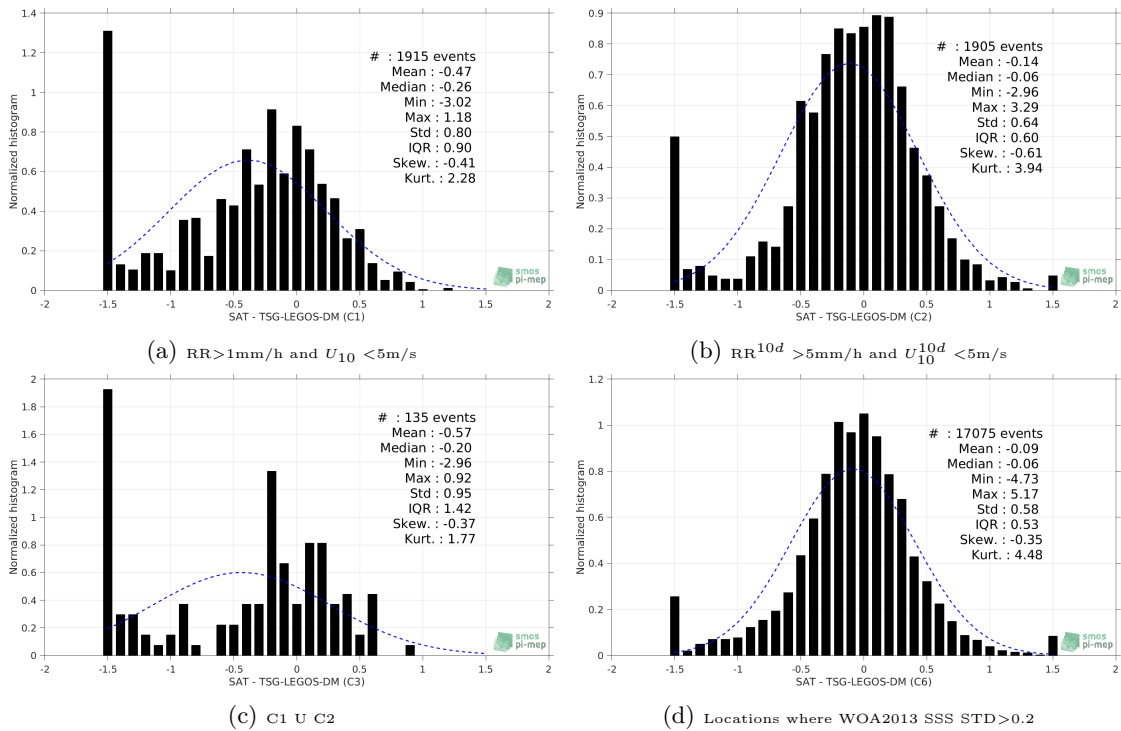 1.4
1.2
1
0.8
0.6
0.4
0.2
0
-2
-1.5
-1
-0.5
0
0.5
1
1.5
2
Normalized histogram
SAT - TSG-LEGOS-DM (C1)
# : 1915 events
Mean : -0.47
Median : -0.26
Min : -3.02
Max : 1.18
Std : 0.80
IQR : 0.90
Skew. : -0.41
Kurt. : 2.28
smos
pi-mep
(a) RR>1mm/h and U10 <5m/s
0.9
0.8
0.7
0.6
0.5
0.4
0.3
0.2
0.1
0
-2
-1.5
-1
-0.5
0
0.5
1
1.5
2
Normalized histogram
SAT - TSG-LEGOS-DM (C2)
# : 1905 events
Mean : -0.14
Median : -0.06
Min : -2.96
Max : 3.29
Std : 0.64
IQR : 0.60
Skew. : -0.61
Kurt. : 3.94
smos
pi-mep
(b) RR^10d >5mm/h and U10^10d <5m/s
2
1.8
1.6
1.4
1.2
1
0.8
0.6
0.4
0.2
0
-2
-1.5
-1
-0.5
0
0.5
1
1.5
2
Normalized histogram
SAT - TSG-LEGOS-DM (C3)
# : 135 events
Mean : -0.57
Median : -0.20
Min : -2.96
Max : 0.92
Std : 0.95
IQR : 1.42
Skew. : -0.37
Kurt. : 1.77
smos
pi-mep
(c) C1 U C2
1.2
1
0.8
0.6
0.4
0.2
0
-2
-1.5
-1
-0.5
0
0.5
1
1.5
2
Normalized histogram
SAT - TSG-LEGOS-DM (C6)
# : 17075 events
Mean : -0.09
Median : -0.06
Min : -4.73
Max : 5.17
Std : 0.58
IQR : 0.53
Skew. : -0.35
Kurt. : 4.48
smos
pi-mep
(d) Locations where WOA2013 SSS STD>0.2